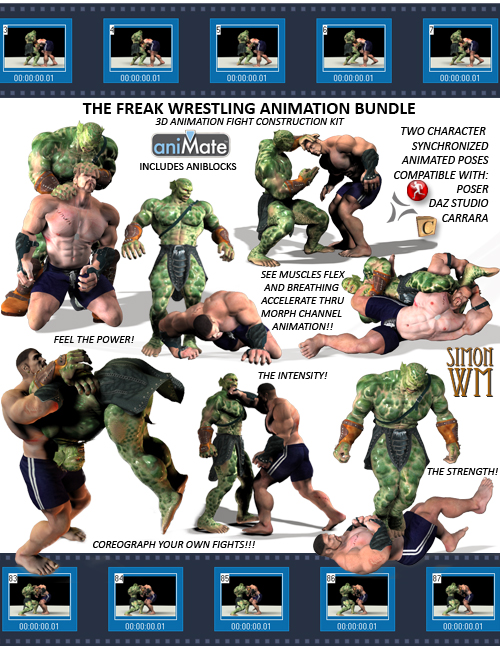 3
4
5
6
7
00:00:00.01
00:00:00.01
00:00:00.01
00:00:00.01
00:00:00.01
THE FREAK WRESTLING ANIMATION BUNDLE
3D ANIMATION FIGHT CONSTRUCTION KIT
aniMate
INCLUDES ANIBLOCKS
TWO CHARACTER
SYNCHRONIZED
ANIMATED POSES
COMPATIBLE WITH:
POSER
DAZ STUDIO
CARRARA
C
SEE MUSCLES FLEX
AND BREATHING
ACCELERATE THRU
MORPH CHANNEL
ANIMATION!!
FEEL THE POWER!
SIMON
WM
THE INTENSITY!
THE STRENGTH!
COREOGRAPH YOUR OWN FIGHTS!!!
83
84
85
86
87
00:00:00.01
00:00:00.01
00:00:00.01
00:00:00.01
00:00:00.01